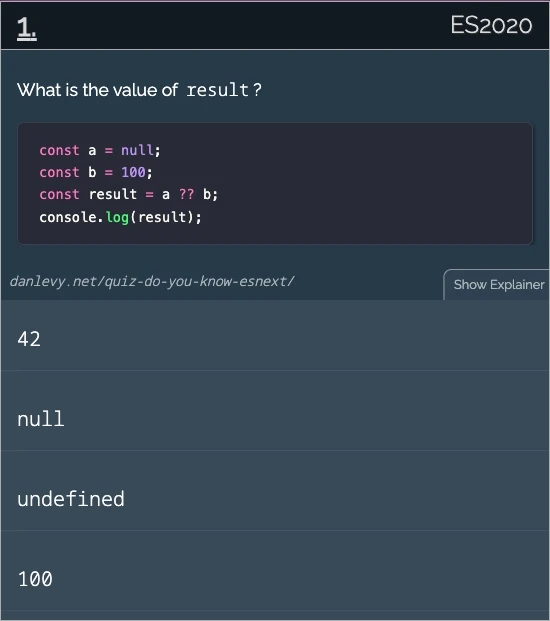 1.
ES2020
What is the value of result?
const a = null;
const b = 100;
const result = a ?? b;
console.log(result);
danlevy.net/quiz-do-you-know-esnext/
Show Explainer
42
null
undefined
100